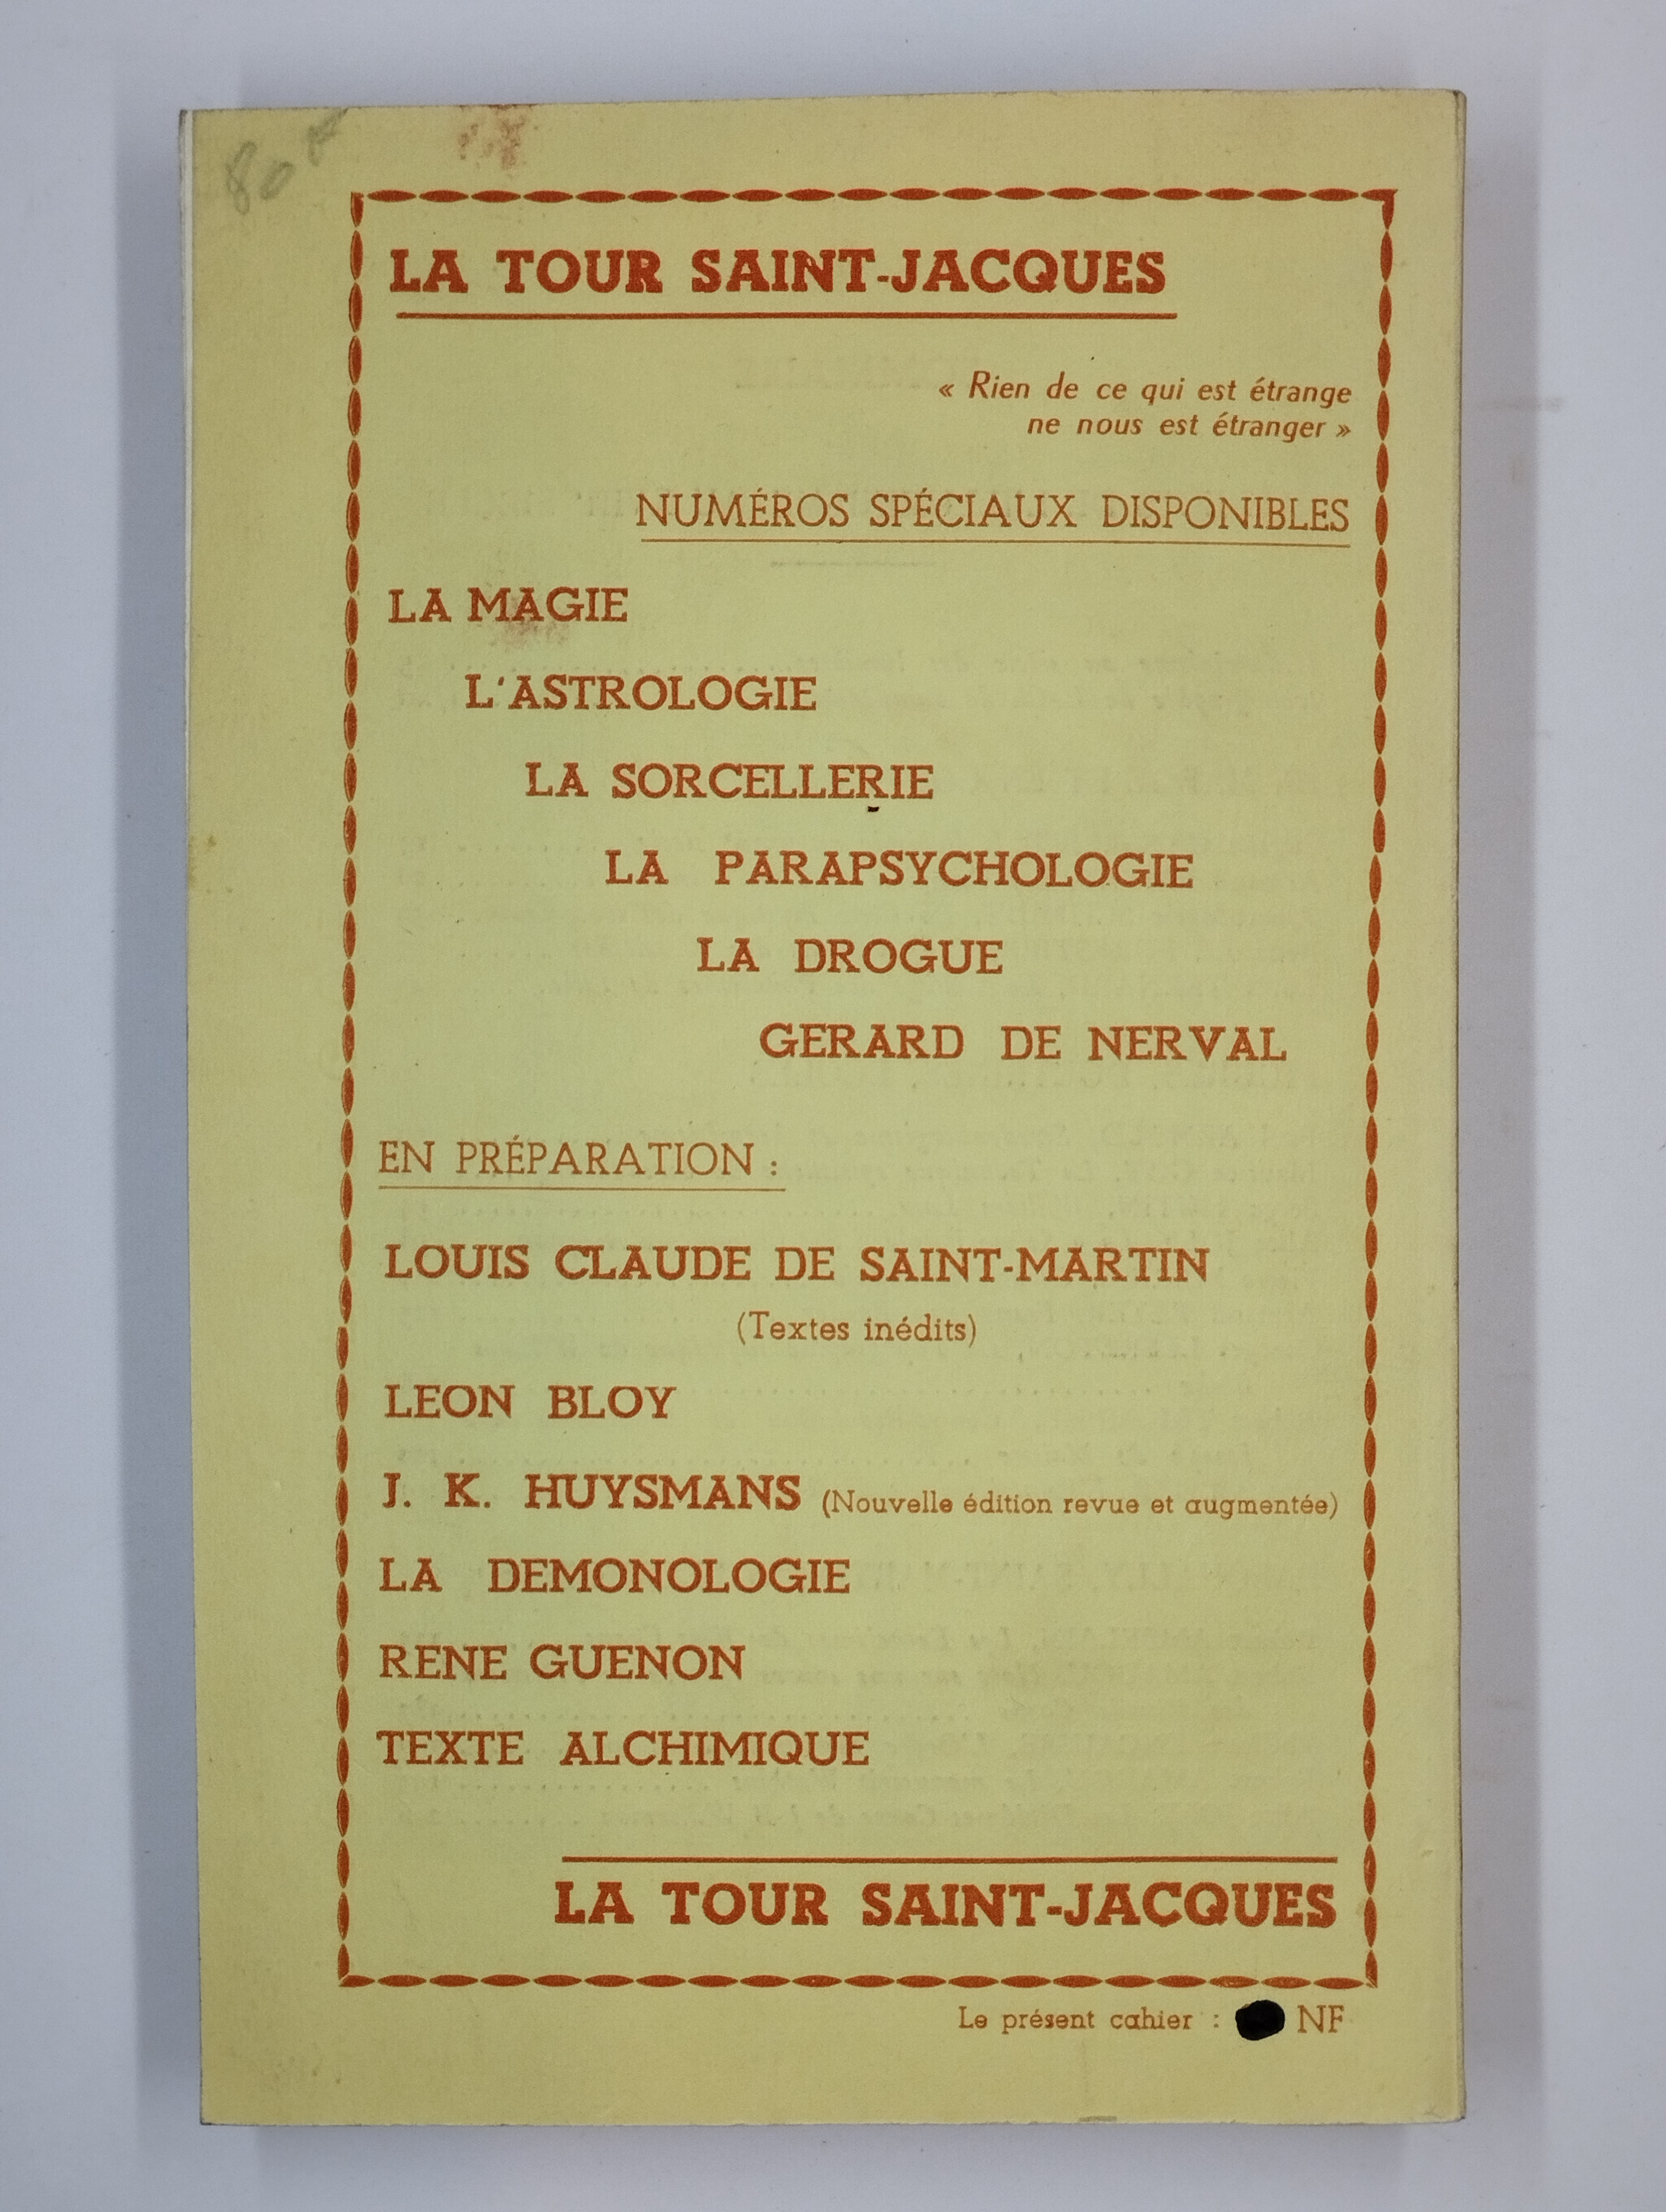 80 F
LA TOUR SAINT-JACQUES
« Rien de ce qui est étrange
ne nous est étranger »
NUMÉROS SPÉCIAUX DISPONIBLES
LA MAGIE
L'ASTROLOGIE
LA SORCELLERIE
LA PARAPSYCHOLOGIE
LA DROGUE
GERARD DE NERVAL
EN PRÉPARATION :
LOUIS CLAUDE DE SAINT-MARTIN
(Textes inédits)
LEON BLOY
J. K. HUYSMANS (Nouvelle édition revue et augmentée)
LA DEMONOLOGIE
RENE GUENON
TEXTE ALCHIMIQUE
LA TOUR SAINT-JACQUES
Le présent cahier : NF